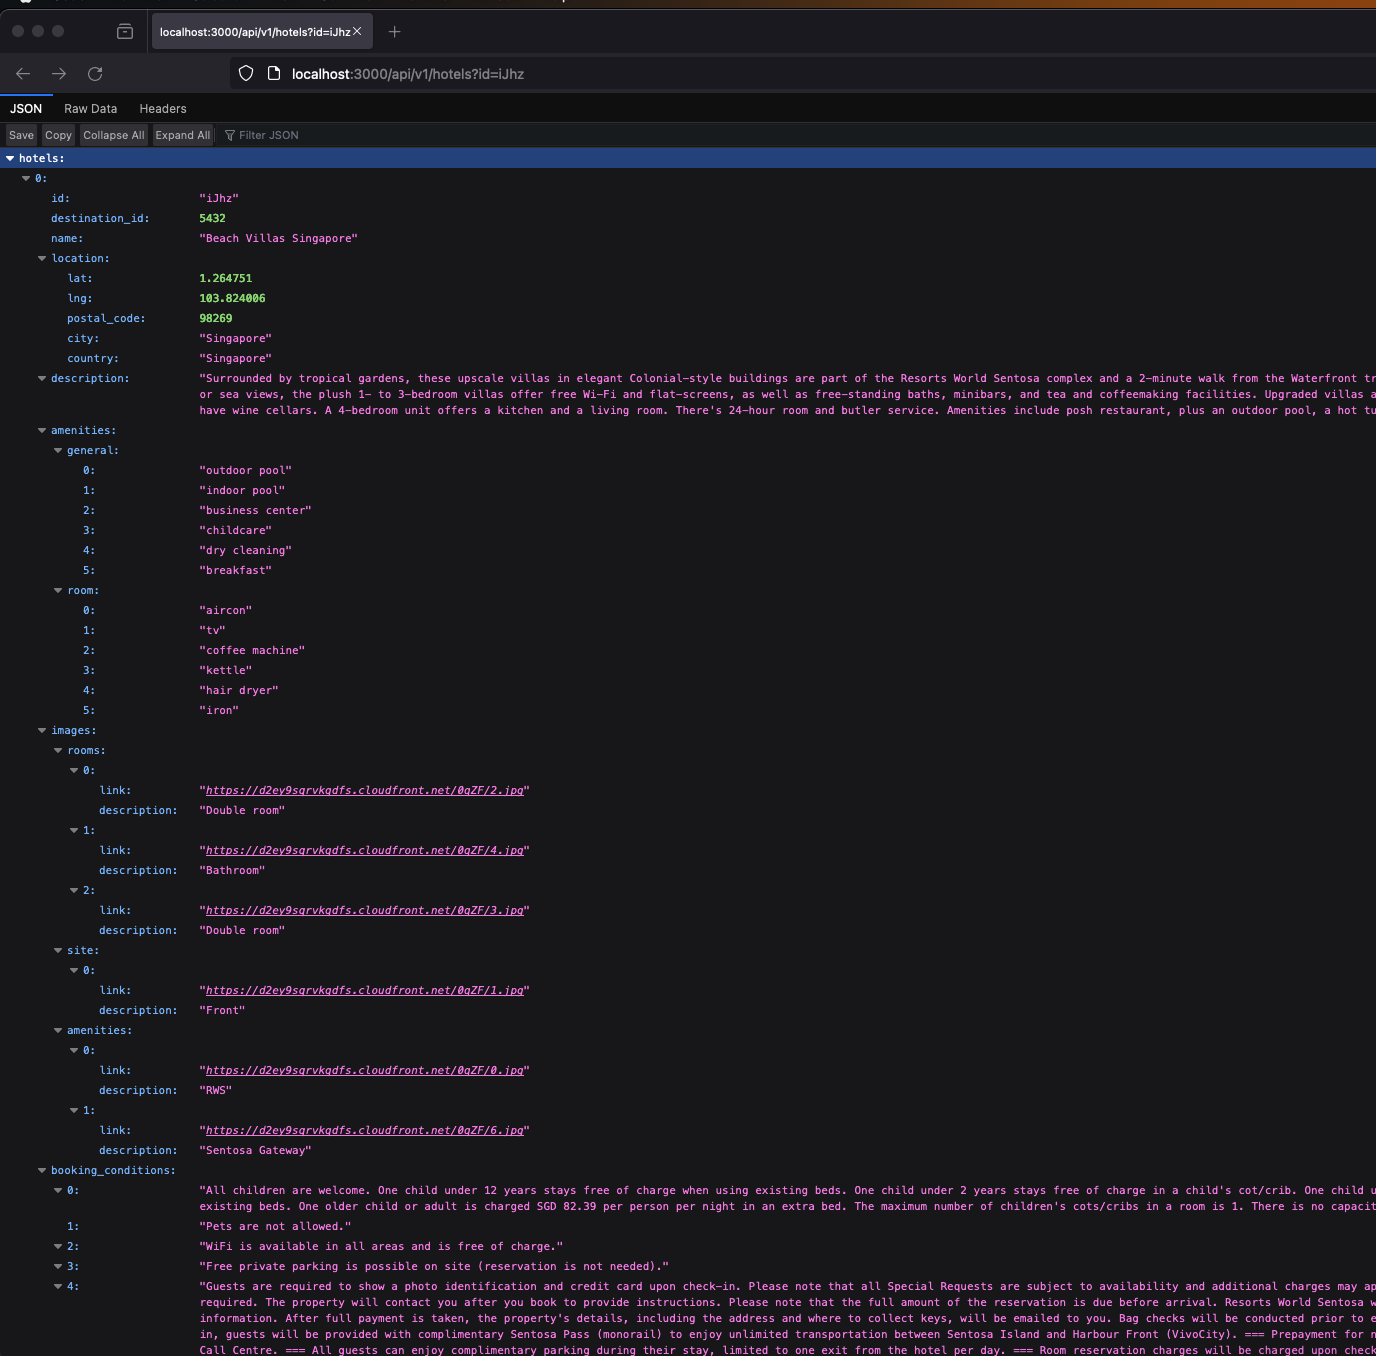 localhost:3000/api/v1/hotels?id=iJhz
localhost:3000/api/v1/hotels?id=iJhz
JSON Raw Data Headers
Save Copy Collapse All Expand All Filter JSON
hotels:
0:
id: "iJhz"
destination_id: 5432
name: "Beach Villas Singapore"
location:
lat: 1.264751
lng: 103.824006
postal_code: 98269
city: "Singapore"
country: "Singapore"
description: "Surrounded by tropical gardens, these upscale villas in elegant Colonial-style buildings are part of the Resorts World Sentosa complex and a 2-minute walk from the Waterfront
or sea views, the plush 1- to 3-bedroom villas offer free Wi-Fi and flat-screens, as well as free-standing baths, minibars, and tea and coffeemaking facilities. Upgraded villas
have wine cellars. A 4-bedroom unit offers a kitchen and a living room. There's 24-hour room and butler service. Amenities include posh restaurant, plus an outdoor pool, a hot
amenities:
general:
0: "outdoor pool"
1: "indoor pool"
2: "business center"
3: "childcare"
4: "dry cleaning"
5: "breakfast"
room:
0: "aircon"
1: "tv"
2: "coffee machine"
3: "kettle"
4: "hair dryer"
5: "iron"
images:
rooms:
0:
link: "https://d2ey9sqrvkqdfs.cloudfront.net/0qZF/2.jpg"
description: "Double room"
1:
link: "https://d2ey9sqrvkqdfs.cloudfront.net/0qZF/4.jpg"
description: "Bathroom"
2:
link: "https://d2ey9sqrvkqdfs.cloudfront.net/0qZF/3.jpg"
description: "Double room"
site:
0:
link: "https://d2ey9sqrvkqdfs.cloudfront.net/0qZF/1.jpg"
description: "Front"
amenities:
0:
link: "https://d2ey9sqrvkqdfs.cloudfront.net/0qZF/0.jpg"
description: "RWS"
1:
link: "https://d2ey9sqrvkqdfs.cloudfront.net/0qZF/6.jpg"
description: "Sentosa Gateway"
booking_conditions:
0: "All children are welcome. One child under 12 years stays free of charge when using existing beds. One child under 2 years stays free of charge in a child's cot/crib. One child
existing beds. One older child or adult is charged SGD 82.39 per person per night in an extra bed. The maximum number of children's cots/cribs in a room is 1. There is no
1: "Pets are not allowed."
2: "WiFi is available in all areas and is free of charge."
3: "Free private parking is possible on site (reservation is not needed)."
4: "Guests are required to show a photo identification and credit card upon check-in. Please note that all Special Requests are subject to availability and additional charges may
required. The property will contact you after you book to provide instructions. Please note that the full amount of the reservation is due before arrival. Resorts World Sentosa
information. After full payment is taken, the property's details, including the address and where to collect keys, will be emailed to you. Bag checks will be conducted prior to
in, guests will be provided with complimentary Sentosa Pass (monorail) to enjoy unlimited transportation between Sentosa Island and Harbour Front (VivoCity). === Prepayment for
Call Centre. === All guests can enjoy complimentary parking during their stay, limited to one exit from the hotel per day. === Room reservation charges will be charged upon